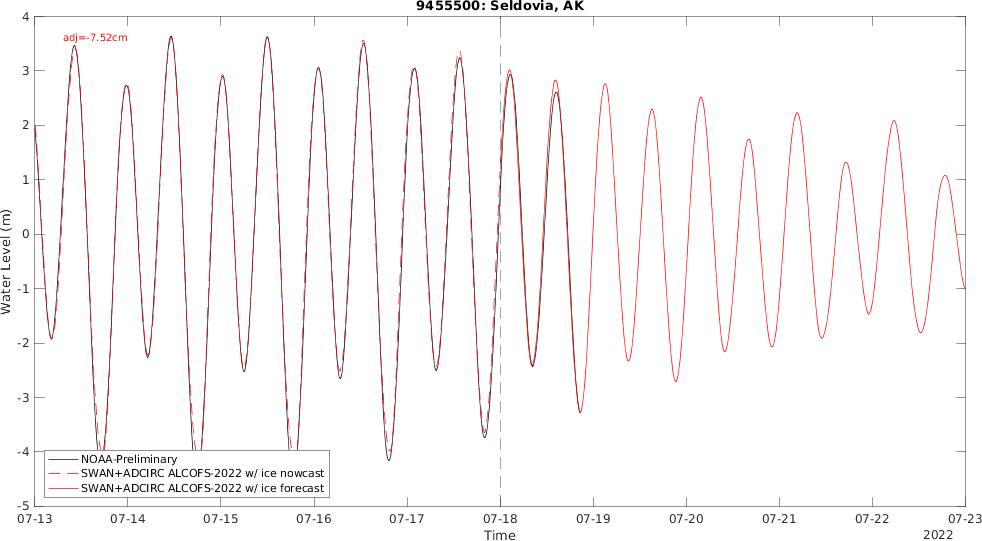 9455500: Seldovia, AK
adj=-7.52cm
4
3
2
1
0
-1
-2
-3
-4
-5
Water Level (m)
NOAA-Preliminary
SWAN+ADCIRC ALCOFS-2022 w/ ice nowcast
SWAN+ADCIRC ALCOFS-2022 w/ ice forecast
07-13 07-14 07-15 07-16 07-17 07-18 07-19 07-20 07-21 07-22 07-23
Time
2022